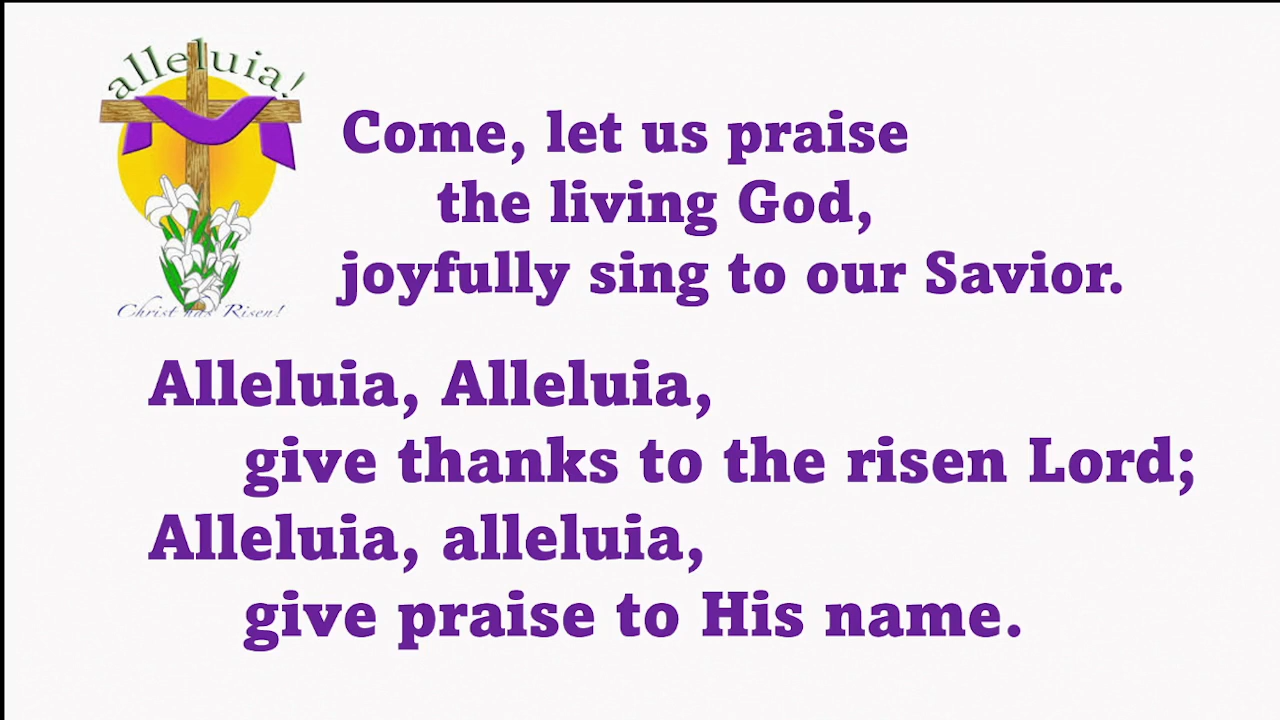 alleluia!
Christ has Risen!
Come, let us praise
the living God,
joyfully sing to our Savior.
Alleluia, Alleluia,
give thanks to the risen Lord;
Alleluia, alleluia,
give praise to His name.